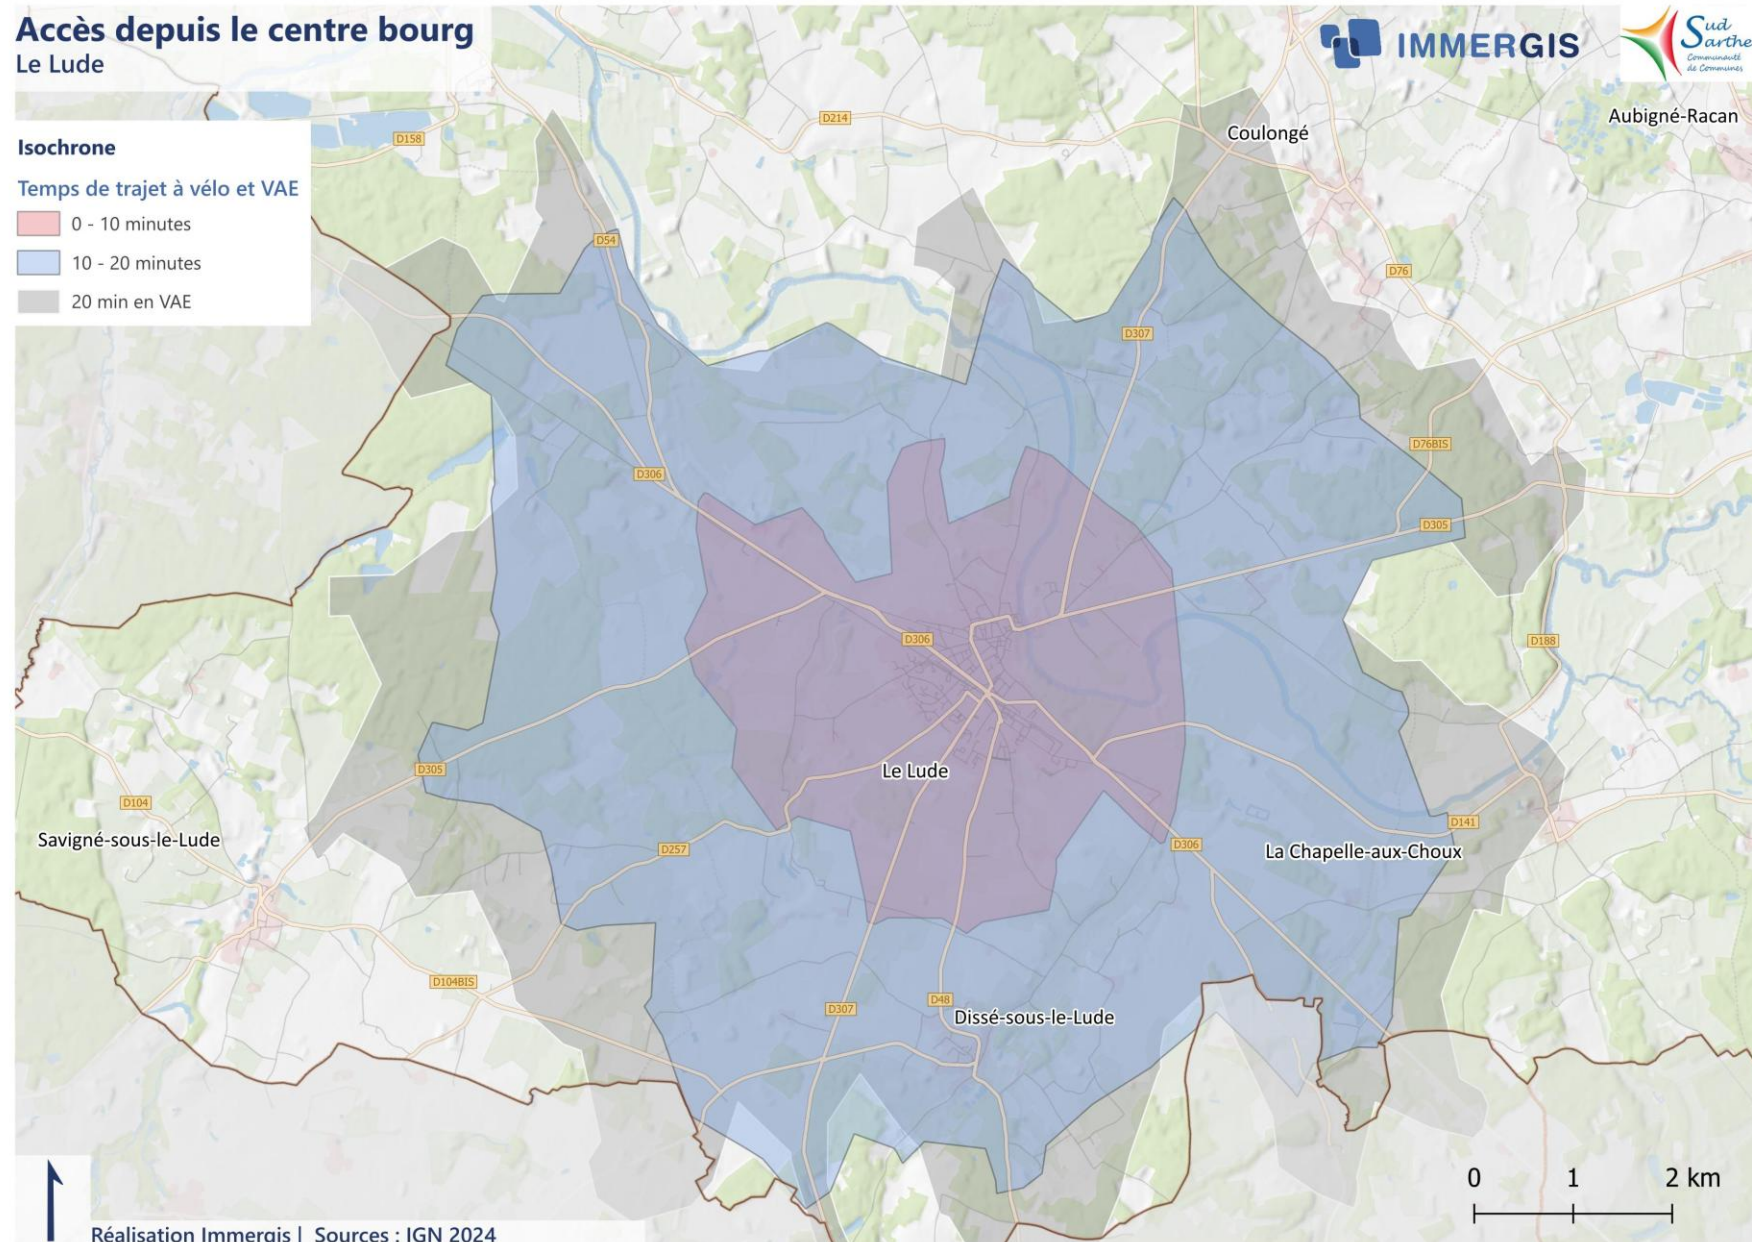 Accès depuis le centre bourg
Le Lude
IMMERGIS
Sud
Sarthe
Communauté
de Communes
Isochrone
Temps de trajet à vélo et VAE
0 - 10 minutes
10 - 20 minutes
20 min en VAE
D158
D214
Coulongé
Aubigné-Racan
D54
D76
D307
D76BIS
D306
D305
D306
D188
Le Lude
D305
D104
Savigné-sous-le-Lude
D257
D306
D141
La Chapelle-aux-Choux
D104BIS
D307
D48
Dissé-sous-le-Lude
0 1 2 km
Réalisation Immergis | Sources : IGN 2024